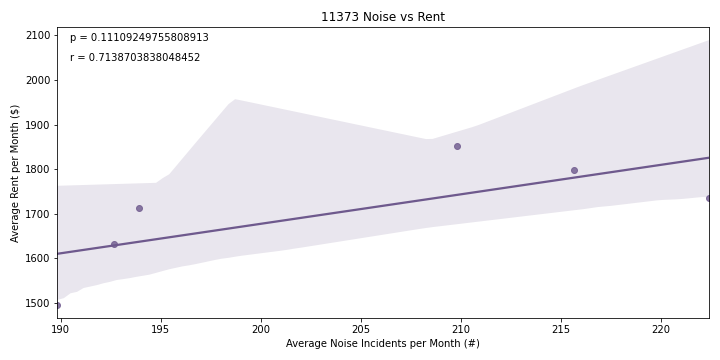 11373 Noise vs Rent
p = 0.11109249755808913
r = 0.7138703838048452
2100
2000
1900
1800
1700
1600
1500
Average Rent per Month ($)
190 195 200 205 210 215 220
Average Noise Incidents per Month (#)